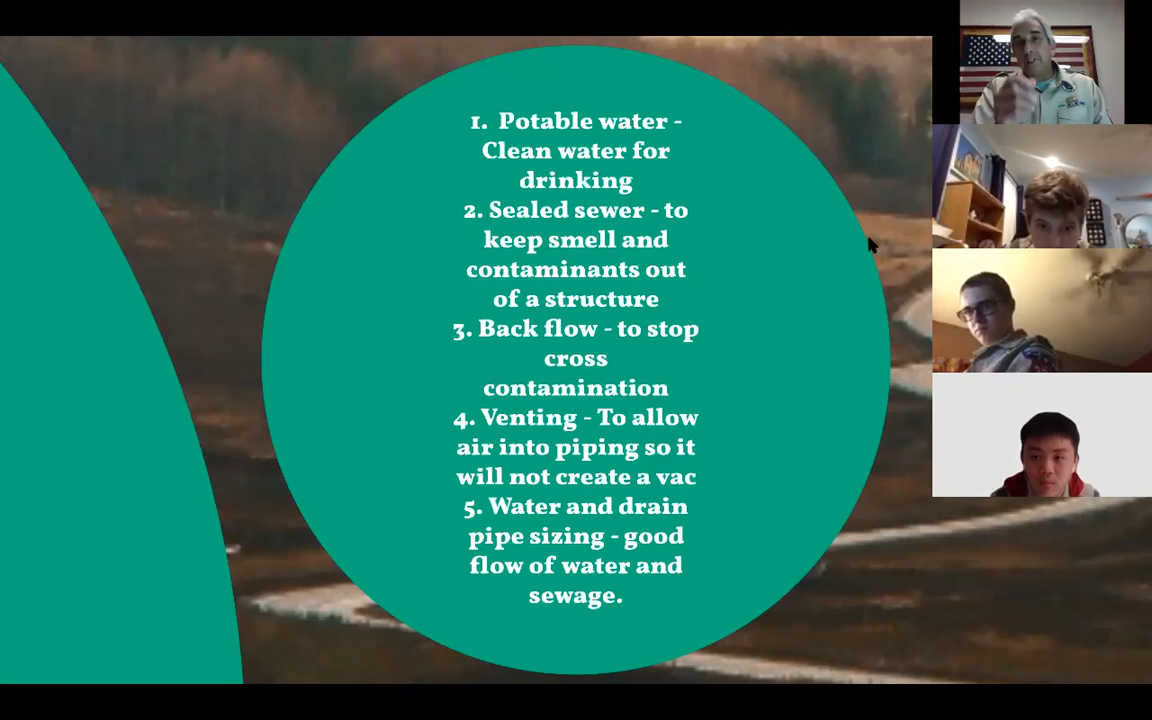 1. Potable water -
Clean water for
drinking
2. Sealed sewer - to
keep smell and
contaminants out
of a structure
3. Back flow - to stop
cross
contamination
4. Venting - To allow
air into piping so it
will not create a vac
5. Water and drain
pipe sizing - good
flow of water and
sewage.